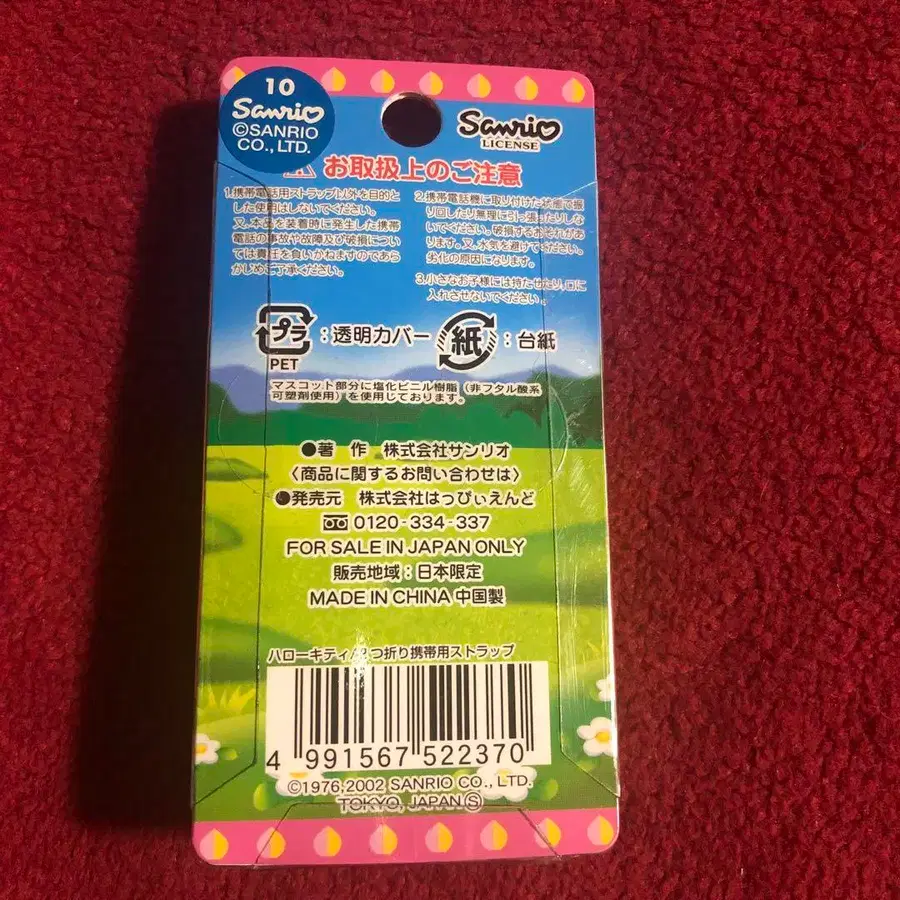 10
Sanrio
©SANRIO
CO., LTD.
Sanrio
LICENSE
お取扱上のご注意
1.携帯電話用ストラップ以外を目的と
した使用はしないでください。
又、本品を装着時に発生した携帯
電話の事故や故障及び破損につい
ては責任を負いかねますのであら
かじめご了承ください。
2.携帯電話機に取り付けた状態で振
り回したり無理に引っ張ったりしな
いでください。破損するおそれがあ
ります。又、水気を避けてください。
劣化の原因になります。
3.小さなお子様には持たせたり、口に
入れさせないでください。
プラ
PET
:透明カバー
紙
:台紙
マスコット部分に塩化ビニル樹脂(非フタル酸系
可塑剤使用)を使用しております。
●著 作 株式会社サンリオ
〈商品に関するお問い合わせは〉
●発売元 株式会社はっぴぃえんど
0120-334-337
FOR SALE IN JAPAN ONLY
販売地域:日本限定
MADE IN CHINA 中国製
ハローキティ/2つ折り携帯用ストラップ
4 991567 522370
©1976,2002 SANRIO CO., LTD.
TOKYO, JAPAN Ⓢ